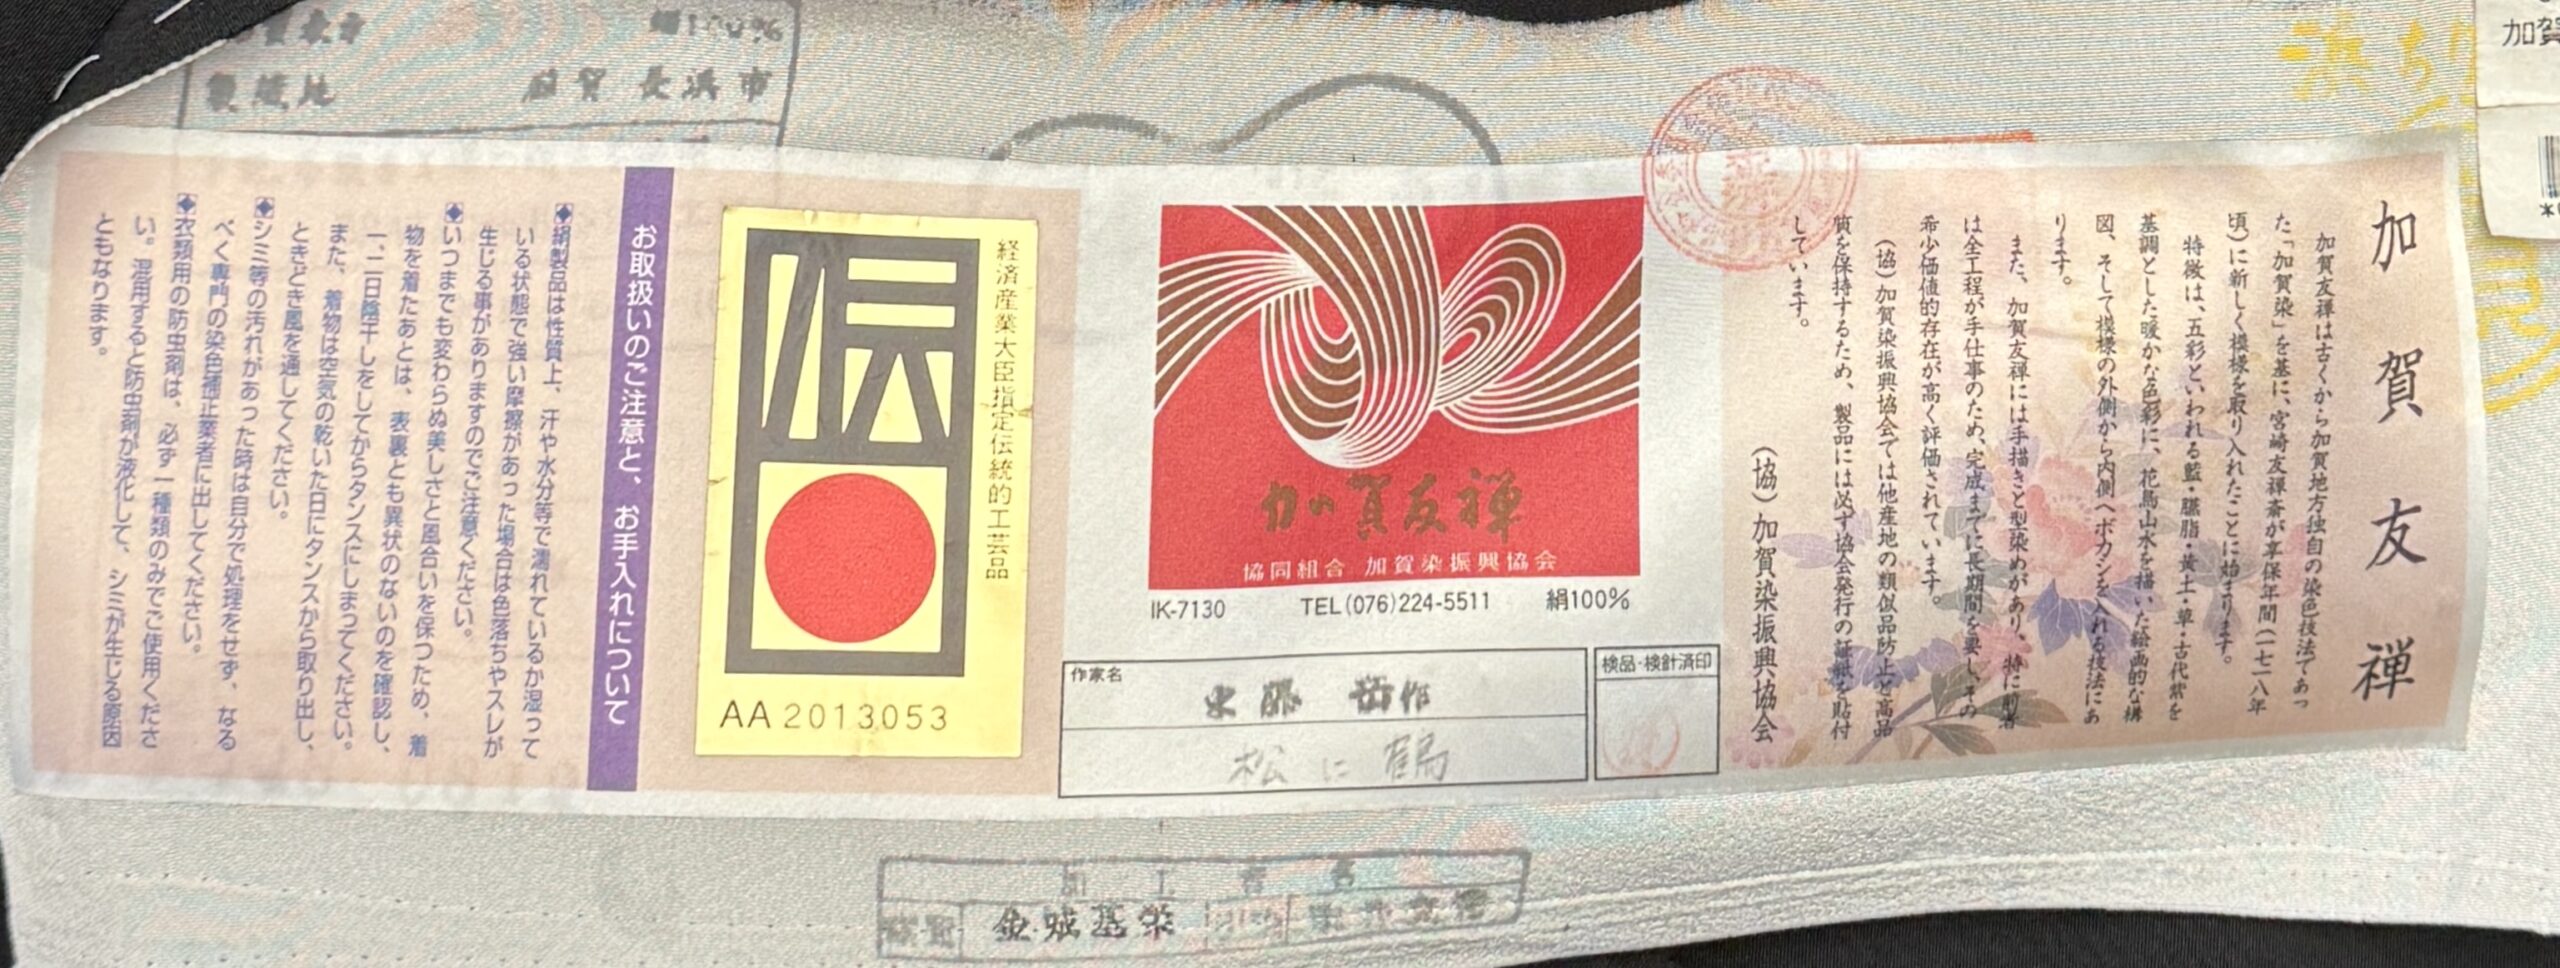 絹100%
製造地 滋賀 長浜市
浜ちり
加賀
加賀友禅
加賀友禅は古くから加賀地方独自の染色技法であっ
た「加賀染」を基に、宮崎友禅斎が享保年間(一七一八年
頃)に新しく模様を取り入れたことに始まります。
特徴は、五彩といわれる藍・臙脂・黄土・草・古代紫を
基調とした暖かな色彩に、花鳥山水を描いた絵画的な構
図、そして模様の外側から内側へボカシを入れる技法にあ
ります。
また、加賀友禅には手描きと型染めがあり、特に前者
は全工程が手仕事のため、完成までに長期間を要し、その
希少価値的存在が高く評価されています。
(協)加賀染振興協会では他産地の類似品防止と高品
質を保持するため、製品には必ず協会発行の証紙を貼付
しています。
(協)加賀染振興協会
加賀友禅
協同組合 加賀染振興協会
IK-7130 TEL(076)224-5511 絹100%
作家名
松に鶴
検品・検針済印
経済産業大臣指定伝統的工芸品
伝
AA2013053
お取扱いのご注意と、お手入れについて
◆絹製品は性質上、汗や水分等で濡れているか湿って
いる状態で強い摩擦があった場合は色落ちやスレが
生じる事がありますのでご注意ください。
◆いつまでも変わらぬ美しさと風合いを保つため、着
物を着たあとは、表裏とも異状のないのを確認し、
一、二日陰干しをしてからタンスにしまってください。
また、着物は空気の乾いた日にタンスから取り出し、
ときどき風を通してください。
◆シミ等の汚れがあった時は自分で処理をせず、なる
べく専門の染色補正業者に出してください。
◆衣類用の防虫剤は、必ず一種類のみでご使用くださ
い。混用すると防虫剤が液化して、シミが生じる原因
ともなります。
加工者名
金城基栄